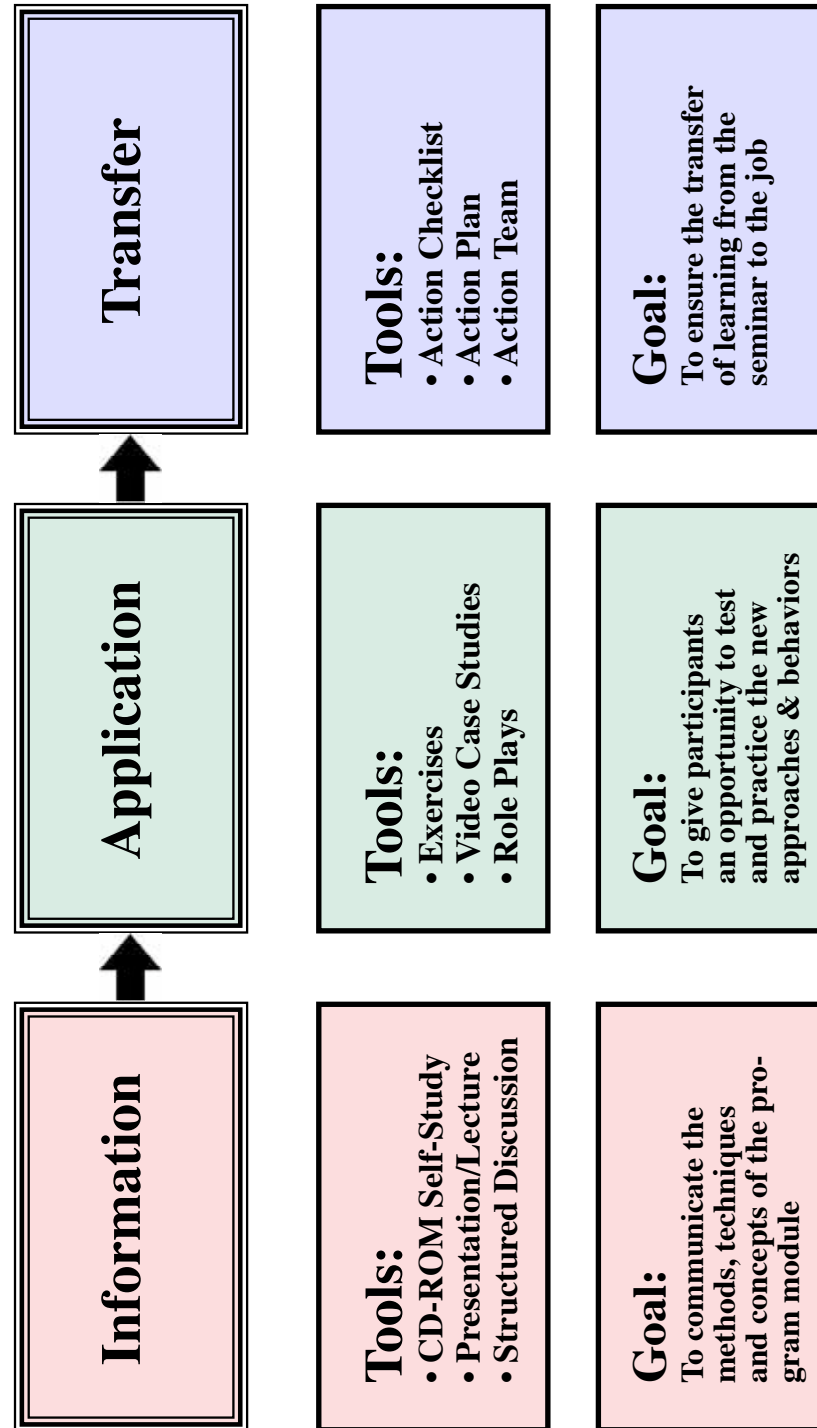 Information
Application
Transfer
Tools:
• CD-ROM Self-Study
• Presentation/Lecture
• Structured Discussion
Tools:
• Exercises
• Video Case Studies
• Role Plays
Tools:
• Action Checklist
• Action Plan
• Action Team
Goal:
To communicate the
methods, techniques
and concepts of the pro-
gram module
Goal:
To give participants
an opportunity to test
and practice the new
approaches & behaviors
Goal:
To ensure the transfer
of learning from the
seminar to the job